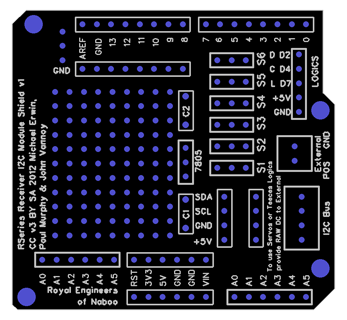 AREF
GND
13
12
11
10
9
8
7
6
5
4
3
2
1
0
GND
S6
S5
S4
S3
S2
S1
D D2
C D4
L D7
+5V
GND
LOGICS
RSeries Receiver I2C Module Shield v1
CC v3 BY SA 2012 Michael Erwin,
Paul Murphy & John Vannoy
C2
7805
C1
External
GND
POS
SDA
SCL
GND
+5V
To use Servos or Teeces Logics
provide RAW DC to External
I2C Bus
A0
A1
A2
A3
A4
A5
RST
3V3
5V
GND
GND
VIN
A0
A1
A2
A3
A4
A5
Royal Engineers
of Naboo